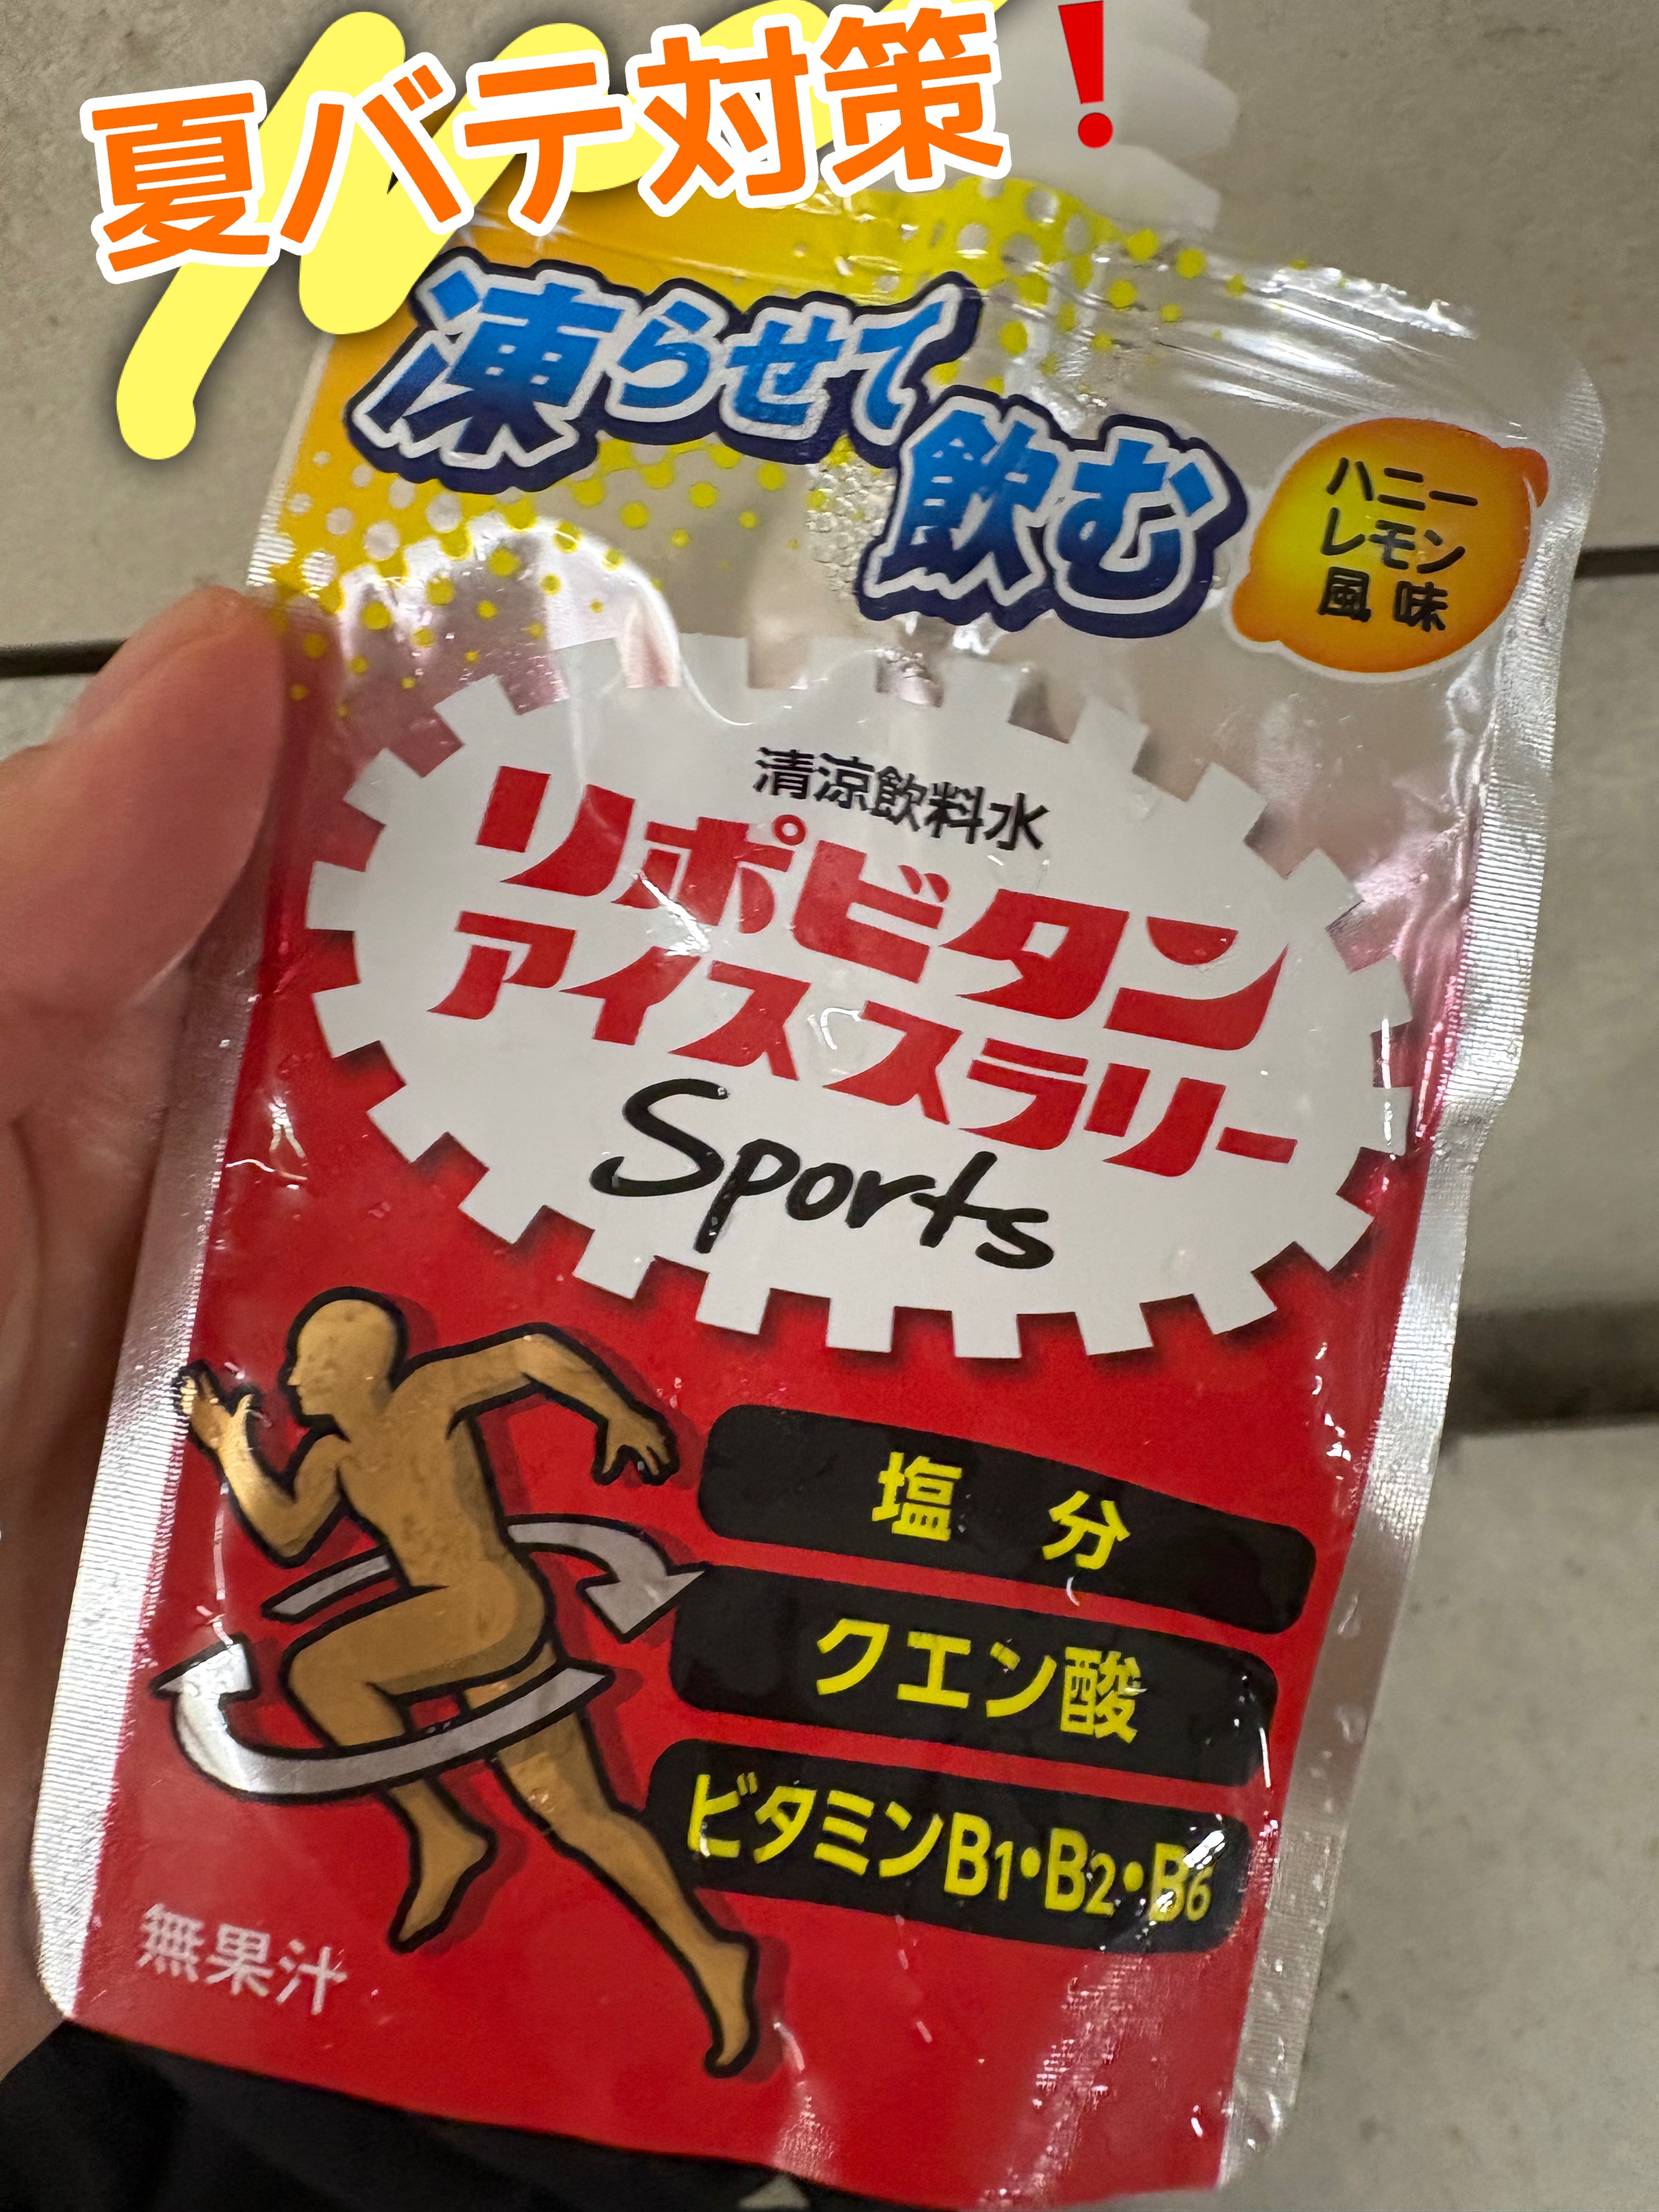 夏バテ対策❗
凍らせて
飲む
ハニー
レモン
風味
清涼飲料水
リポビタン
アイススラリー
Sports
塩分
クエン酸
ビタミンB1・B2・B6
無果汁